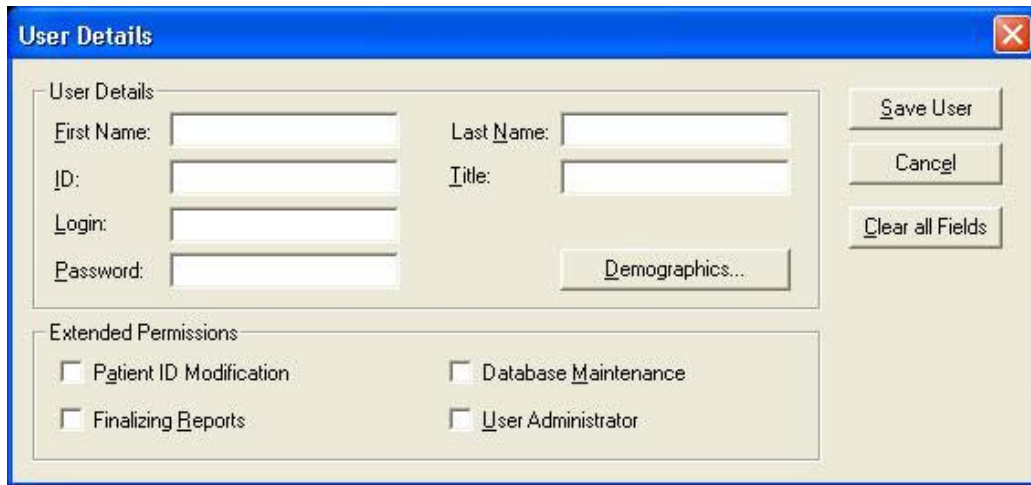 User Details
User Details
First Name:
Last Name:
ID:
Title:
Login:
Password:
Demographics...
Save User
Cancel
Clear all Fields
Extended Permissions
Patient ID Modification
Database Maintenance
Finalizing Reports
User Administrator